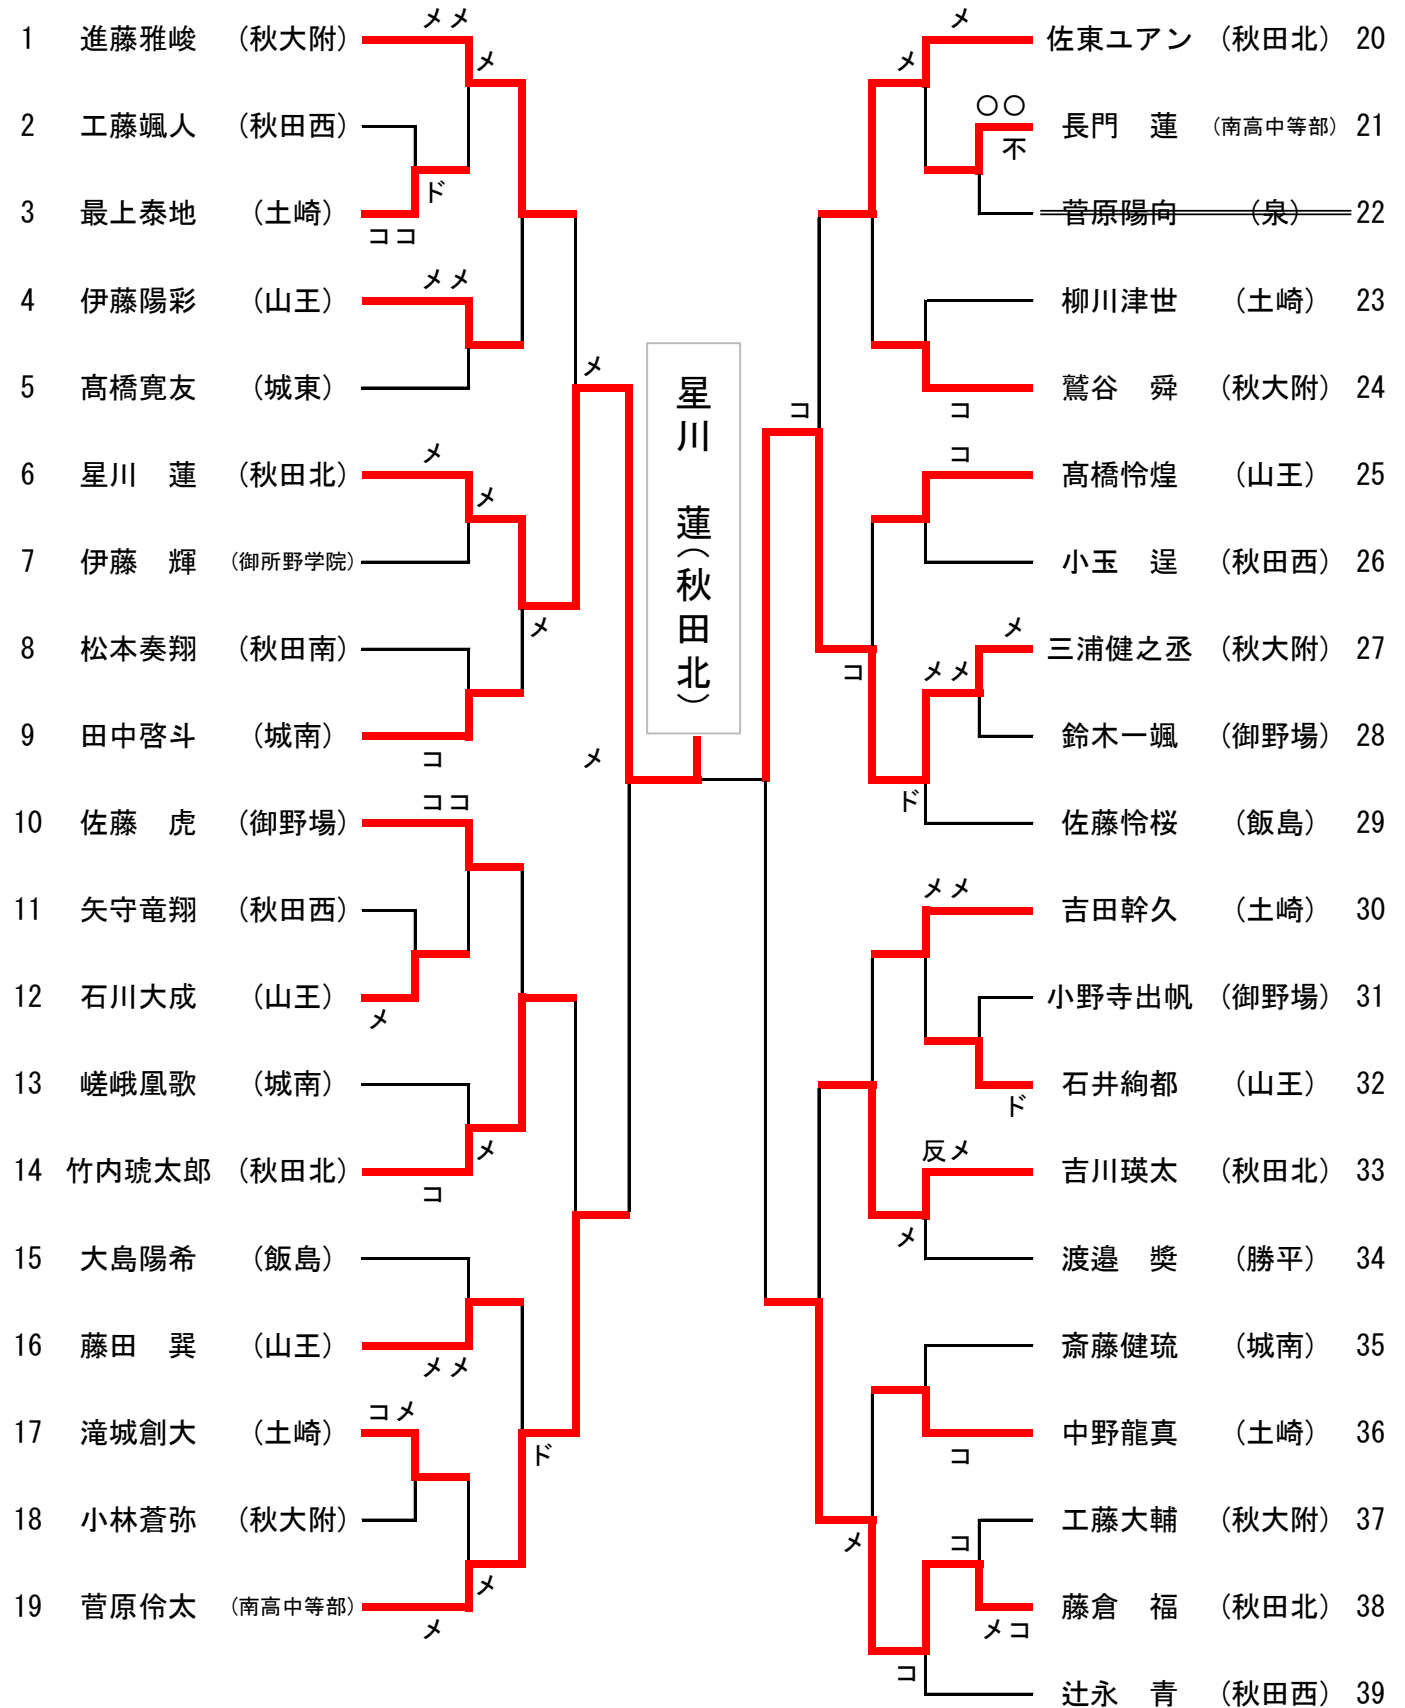 メメ
1 進藤雅峻 (秋大附)
メ
2 工藤颯人 (秋田西)
ド
3 最上泰地 (土崎)
ココ
メメ
4 伊藤陽彩 (山王)
5 髙橋寛友 (城東)
メ
メ
6 星川 蓮 (秋田北)
メ
7 伊藤 輝 (御所野学院)
メ
8 松本奏翔 (秋田南)
9 田中啓斗 (城南)
コ
メ
ココ
10 佐藤 虎 (御野場)
11 矢守竜翔 (秋田西)
12 石川大成 (山王)
メ
13 嵯峨凰歌 (城南)
メ
14 竹内琥太郎 (秋田北)
コ
15 大島陽希 (飯島)
16 藤田 巽 (山王)
メメ
コメ
17 滝城創大 (土崎)
ド
18 小林蒼弥 (秋大附)
メ
19 菅原伶太 (南高中等部)
メ
星川 蓮(秋田北)
メ
佐東ユアン (秋田北) 20
メ
○○
長門 蓮 (南高中等部) 21
不
菅原陽向 (泉) 22
柳川津世 (土崎) 23
鷲谷 舜 (秋大附) 24
コ
コ
コ
髙橋怜煌 (山王) 25
小玉 逞 (秋田西) 26
メ
三浦健之丞 (秋大附) 27
メメ
コ
鈴木一颯 (御野場) 28
ド
佐藤怜桜 (飯島) 29
メメ
吉田幹久 (土崎) 30
小野寺出帆 (御野場) 31
石井絢都 (山王) 32
ド
反メ
吉川瑛太 (秋田北) 33
メ
渡邉 奬 (勝平) 34
斎藤健琉 (城南) 35
中野龍真 (土崎) 36
コ
工藤大輔 (秋大附) 37
メ
コ
藤倉 福 (秋田北) 38
メコ
コ
辻永 青 (秋田西) 39